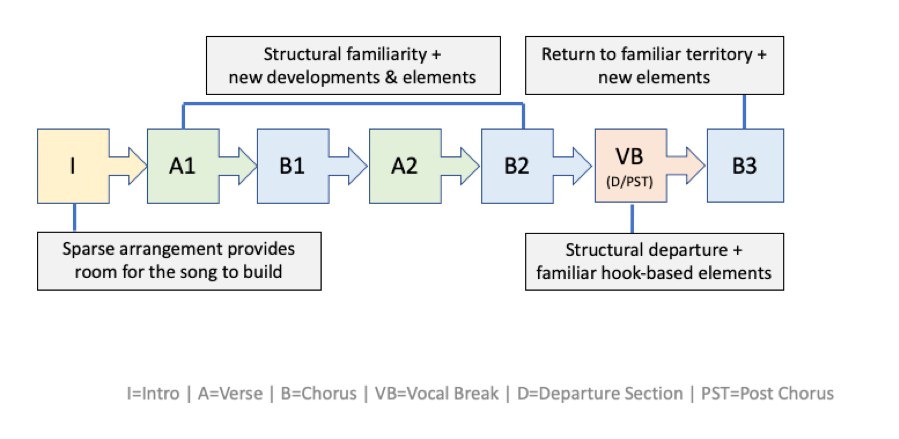 Structural familiarity +
new developments & elements
Return to familiar territory +
new elements
I
A1
B1
A2
B2
VB
(D/PST)
B3
Sparse arrangement provides
room for the song to build
Structural departure +
familiar hook-based elements
I=Intro | A=Verse | B=Chorus | VB=Vocal Break | D=Departure Section | PST=Post Chorus